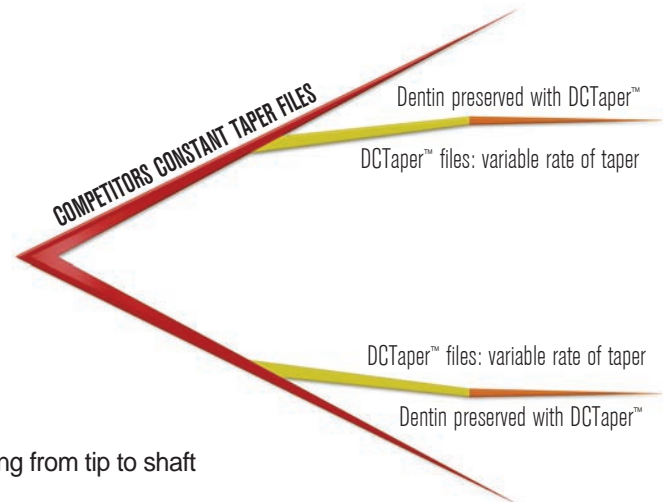 COMPETITORS CONSTANT TAPER FILES
Dentin preserved with DCTaper™
DCTaper™ files: variable rate of taper
DCTaper™ files: variable rate of taper
Dentin preserved with DCTaper™
from tip to shaft